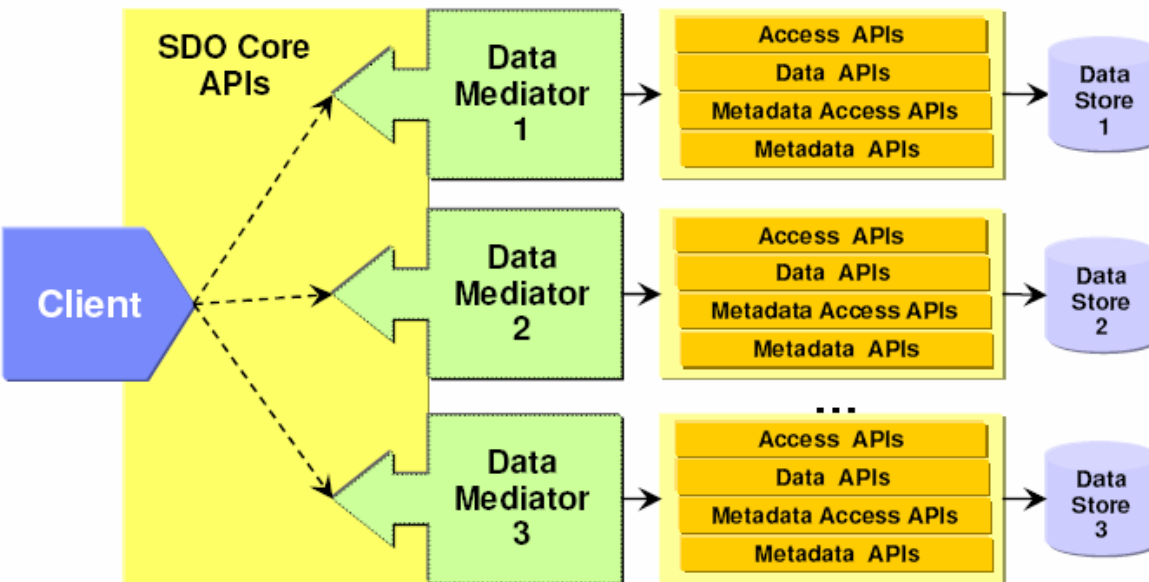 SDO Core
APIs
Client
Data
Mediator
1
Access APIs
Data APIs
Metadata Access APIs
Metadata APIs
Data
Store
1
Data
Mediator
2
Access APIs
Data APIs
Metadata Access APIs
Metadata APIs
Data
Store
2
...
Data
Mediator
3
Access APIs
Data APIs
Metadata Access APIs
Metadata APIs
Data
Store
3